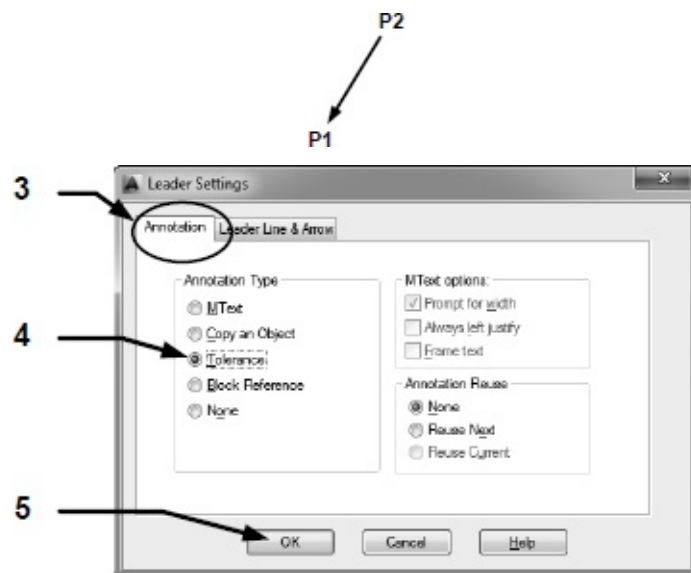 P2
P1
Leader Settings
3
Annotation
Leader Line & Arrow
Annotation Type
MText
Copy an Object
4
Tolerance
Block Reference
None
MText options:
Prompt for width
Always left justify
Frame text
Annotation Reuse
None
Reuse Next
Reuse Current
5
OK
Cancel
Help